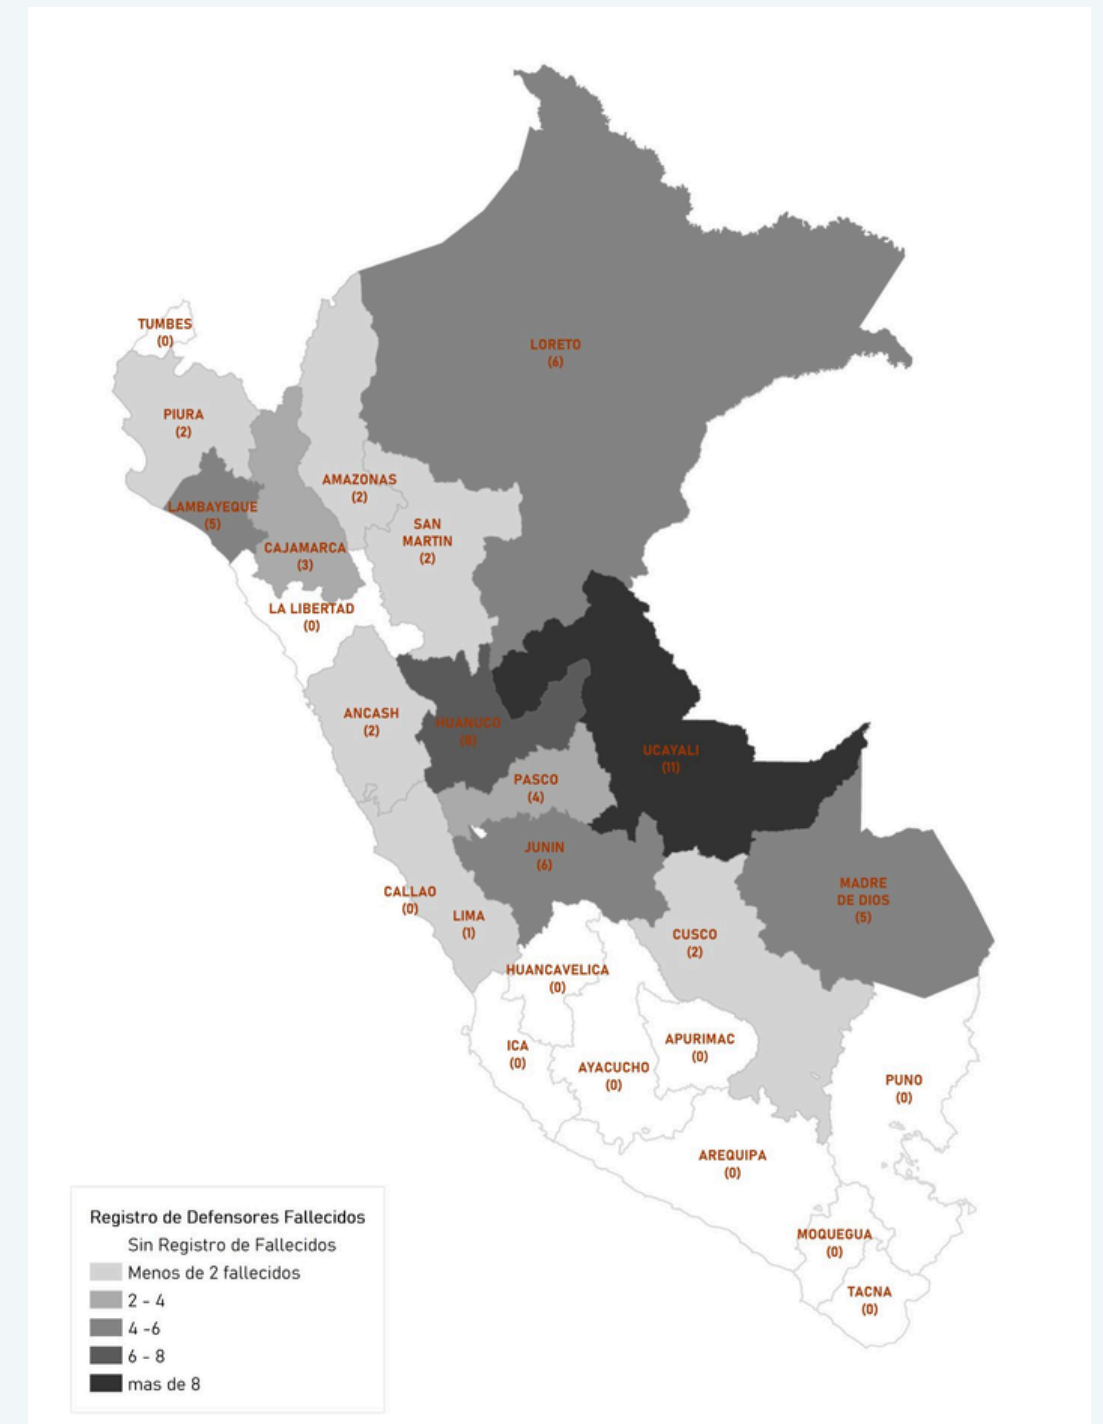 TUMBES
(0)
PIURA
(2)
LAMBAYEQUE
(5)
CAJAMARCA
(3)
AMAZONAS
(2)
SAN
MARTIN
(2)
LORETO
(6)
LA LIBERTAD
(0)
ANCASH
(2)
HUANUCO
(8)
UCAYALI
(11)
PASCO
(4)
JUNIN
(6)
CALLAO
(0)
LIMA
(1)
MADRE
DE DIOS
(5)
CUSCO
(2)
HUANCAVELICA
(0)
ICA
(0)
AYACUCHO
(0)
APURIMAC
(0)
PUNO
(0)
AREQUIPA
(0)
MOQUEGUA
(0)
TACNA
(0)
Registro de Defensores Fallecidos
Sin Registro de Fallecidos
Menos de 2 fallecidos
2 - 4
4 -6
6 - 8
mas de 8